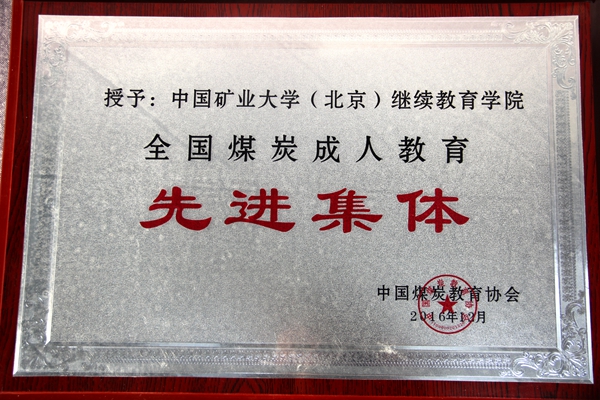 授予：中国矿业大学（北京）继续教育学院
全国煤炭成人教育
先进集体
中国煤炭教育协会
2016年12月